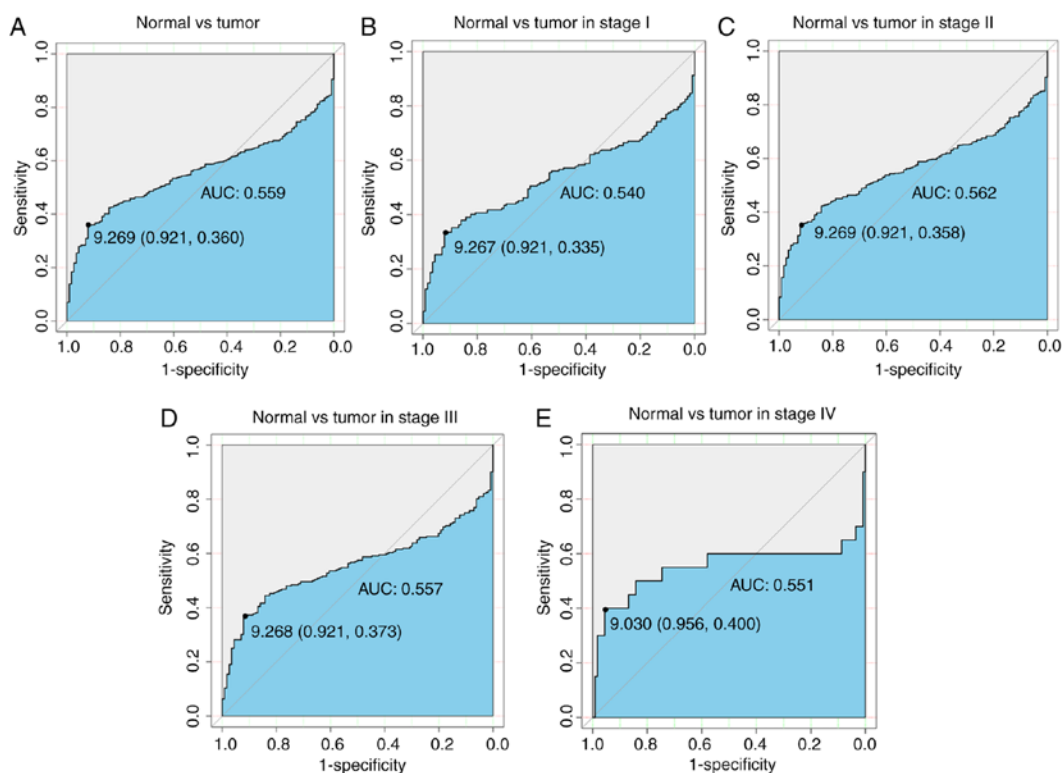 A
Normal vs tumor
1.0
0.8
0.6
0.4
0.2
0.0
Sensitivity
AUC: 0.559
9.269 (0.921, 0.360)
1.0 0.8 0.6 0.4 0.2 0.0
1-specificity
B
Normal vs tumor in stage I
1.0
0.8
0.6
0.4
0.2
0.0
Sensitivity
AUC: 0.540
9.267 (0.921, 0.335)
1.0 0.8 0.6 0.4 0.2 0.0
1-specificity
C
Normal vs tumor in stage II
1.0
0.8
0.6
0.4
0.2
0.0
Sensitivity
AUC: 0.562
9.269 (0.921, 0.358)
1.0 0.8 0.6 0.4 0.2 0.0
1-specificity
D
Normal vs tumor in stage III
1.0
0.8
0.6
0.4
0.2
0.0
Sensitivity
AUC: 0.557
9.268 (0.921, 0.373)
1.0 0.8 0.6 0.4 0.2 0.0
1-specificity
E
Normal vs tumor in stage IV
1.0
0.8
0.6
0.4
0.2
0.0
Sensitivity
AUC: 0.551
9.030 (0.956, 0.400)
1.0 0.8 0.6 0.4 0.2 0.0
1-specificity